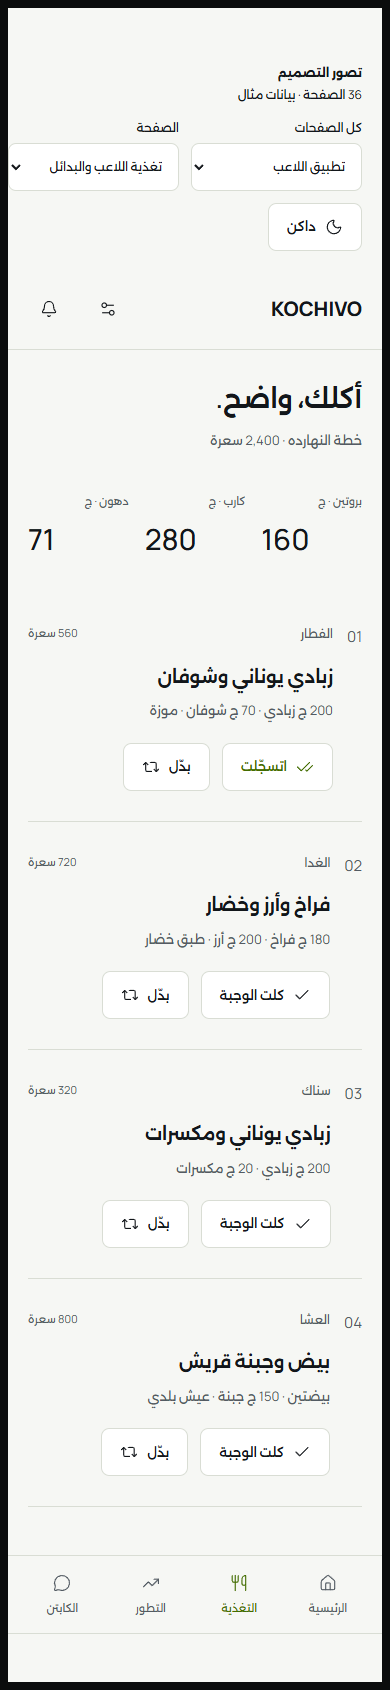 تصور التصميم
36 الصفحة · بيانات مثال
كل الصفحات
الصفحة
تطبيق اللاعب
تغذية اللاعب والبدائل
داكن
KOCHIVO
أكلك، واضح.
خطة النهارده · 2,400 سعرة
بروتين · ج
كارب · ج
دهون · ج
160
280
71
01
الفطار
560 سعرة
زبادي يوناني وشوفان
200 ج زبادي · 70 ج شوفان · موزة
اتسجّلت
بدّل
02
الغدا
720 سعرة
فراخ وأرز وخضار
180 ج فراخ · 200 ج أرز · طبق خضار
كلت الوجبة
بدّل
03
سناك
320 سعرة
زبادي يوناني ومكسرات
200 ج زبادي · 20 ج مكسرات
كلت الوجبة
بدّل
04
العشا
800 سعرة
بيض وجبنة قريش
بيضتين · 150 ج جبنة · عيش بلدي
كلت الوجبة
بدّل
الرئيسية
التغذية
التطور
الكابتن